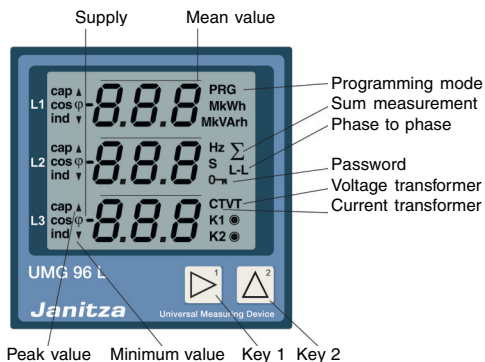 Supply Mean value
L1 cap cos φ ind 8.8.8 PRG MkWh MkVArh
L2 cap cos φ ind 8.8.8 Hz Σ S L-L
L3 cap cos φ ind 8.8.8 CTVT K1 K2
Programming mode
Sum measurement
Phase to phase
Password
Voltage transformer
Current transformer
UMG 96 L
1 2
Janitza Universal Measuring Device
Peak value Minimum value Key 1 Key 2